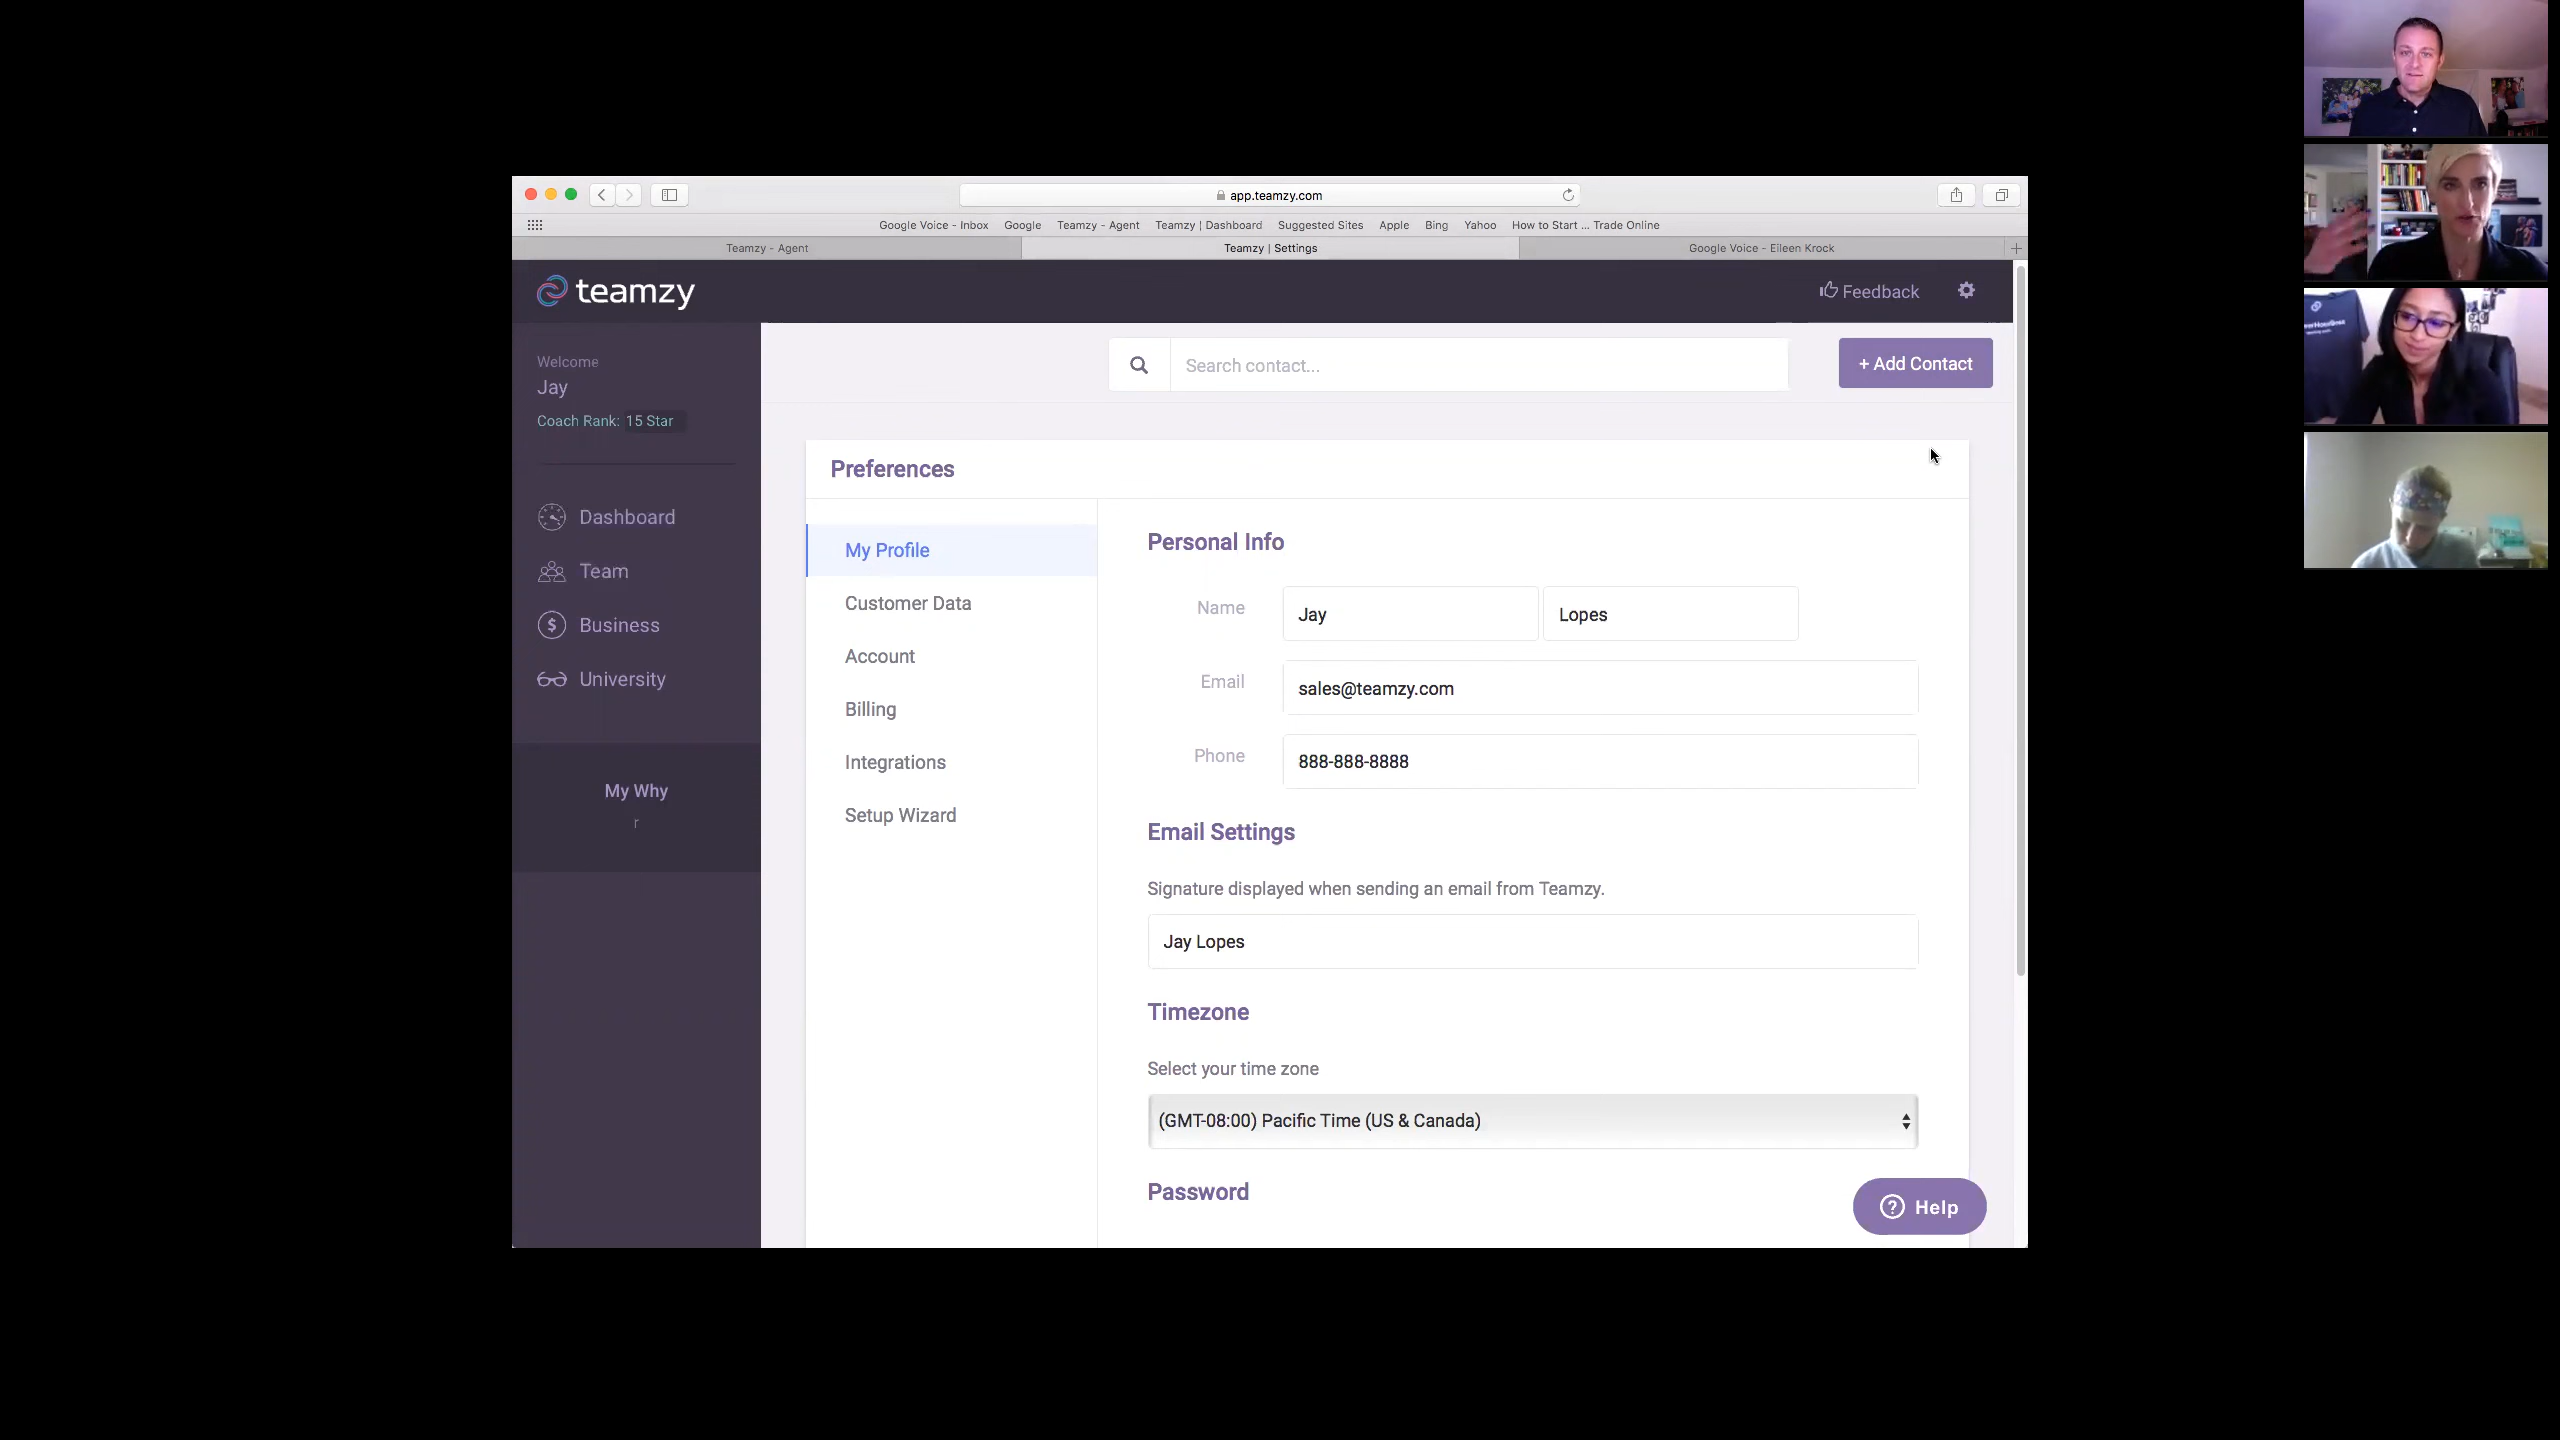 app.teamzy.com
Google Voice - Inbox Google Teamzy - Agent Teamzy | Dashboard Suggested Sites Apple Bing Yahoo How to Start ... Trade Online
Teamzy - Agent Teamzy | Settings Google Voice - Eileen Krock
teamzy
Feedback
Welcome
Jay
Coach Rank: 15 Star
Dashboard
Team
Business
University
My Why
r
Search contact...
+ Add Contact
Preferences
My Profile
Customer Data
Account
Billing
Integrations
Setup Wizard
Personal Info
Name Jay Lopes
Email sales@teamzy.com
Phone 888-888-8888
Email Settings
Signature displayed when sending an email from Teamzy.
Jay Lopes
Timezone
Select your time zone
(GMT-08:00) Pacific Time (US & Canada)
Password
Help